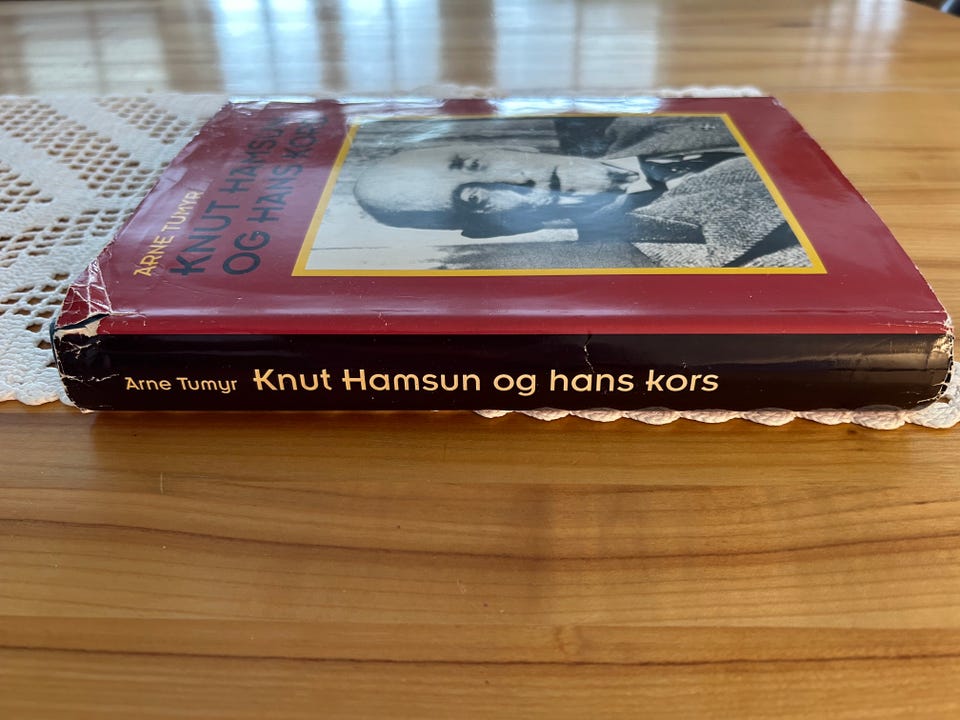 ARNE TUMYR
KNUT HAMSUN
OG HANS KORS
Arne Tumyr Knut Hamsun og hans kors